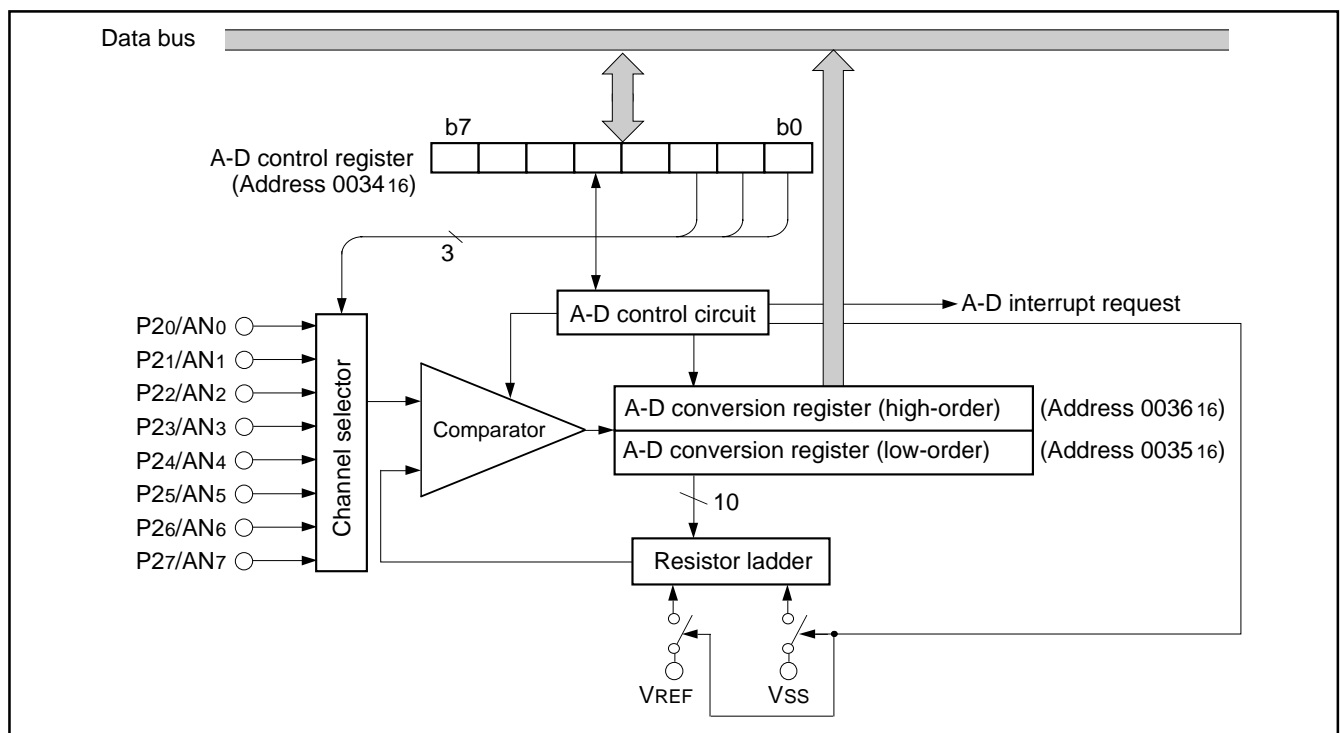 Data bus
b7 b0
A-D control register
(Address 0034 16)
3
A-D control circuit
A-D interrupt request
P20/AN0
P21/AN1
P22/AN2
P23/AN3
P24/AN4
P25/AN5
P26/AN6
P27/AN7
Channel selector
Comparator
A-D conversion register (high-order) (Address 0036 16)
A-D conversion register (low-order) (Address 0035 16)
10
Resistor ladder
VREF VSS